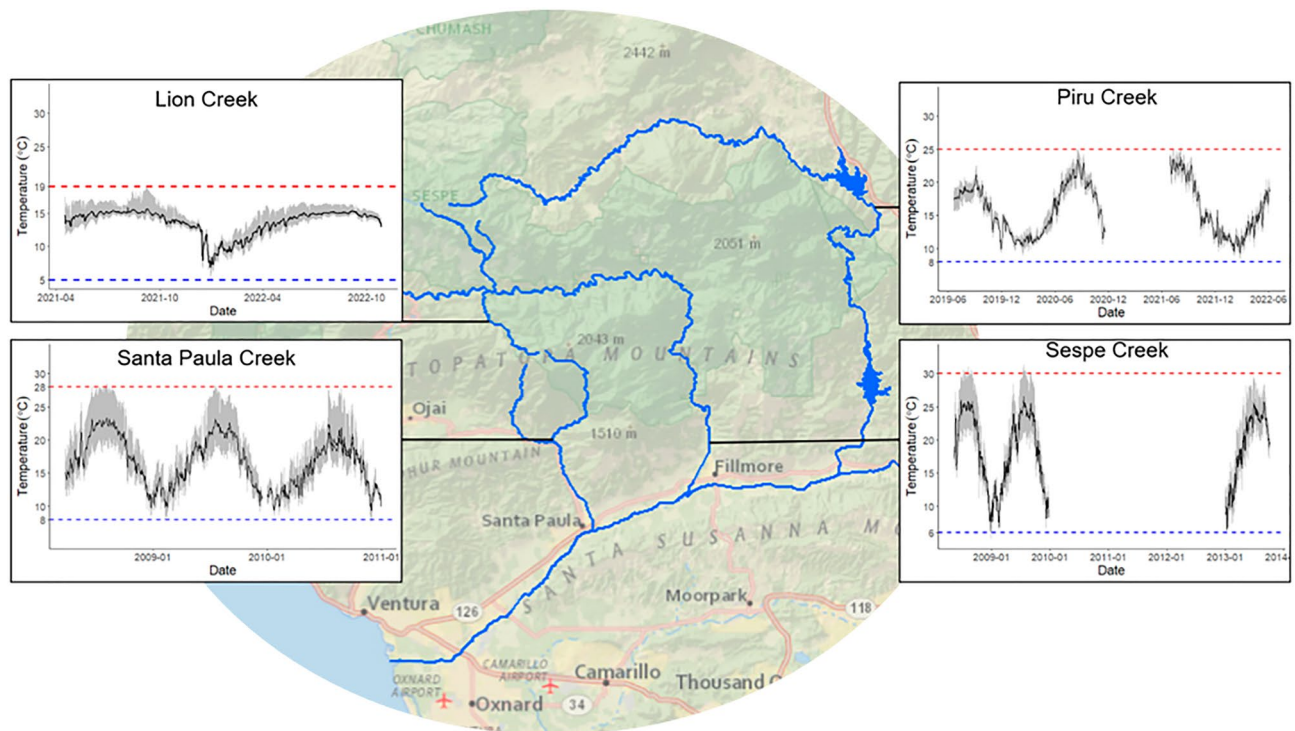 CHUMASH
2442 m
Lion Creek
30
25
19
15
10
5
Temperature (°C)
2021-04 2021-10 2022-04 2022-10
Date
Piru Creek
30
25
20
15
10
8
Temperature (°C)
2019-06 2019-12 2020-06 2020-12 2021-06 2021-12 2022-06
Date
SESPE
2051 m
2043 m
TOPATOPA MOUNTAINS
Santa Paula Creek
30
28
25
20
15
10
8
Temperature (°C)
2009-01 2010-01 2011-01
Date
Sespe Creek
30
25
20
15
10
6
Temperature (°C)
2009-01 2010-01 2011-01 2012-01 2013-01 2014-
Date
Ojai
1510 m
PHUR MOUNTAIN
Fillmore
Santa Paula
SANTA SUSANNA MO
Moorpark
Ventura
126
118
CAMARILLO
AIRPORT
Camarillo
OXNARD
AIRPORT
Thousand
Oxnard
34